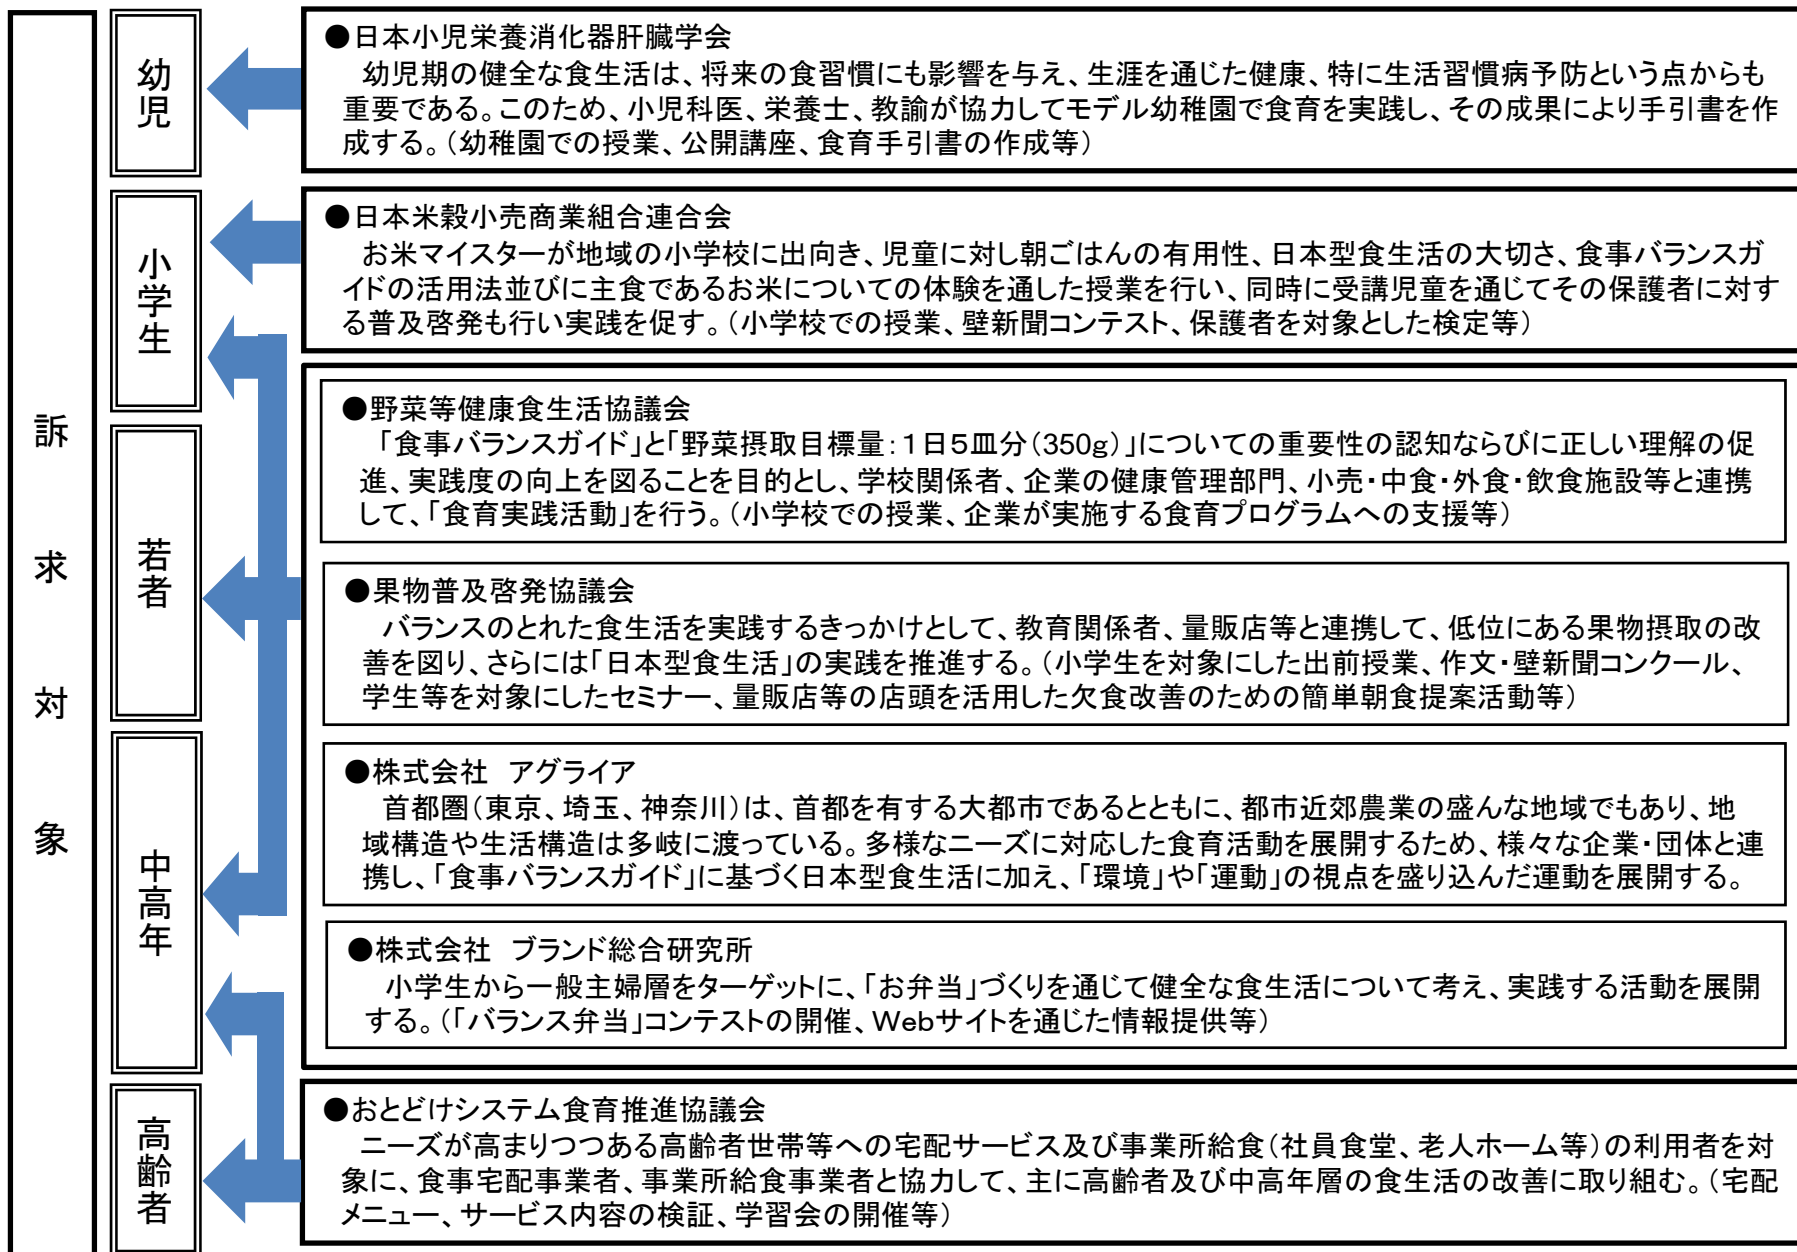 訴求対象
幼児
●日本小児栄養消化器肝臓学会
幼児期の健全な食生活は、将来の食習慣にも影響を与え、生涯を通じた健康、特に生活習慣病予防という点からも
重要である。このため、小児科医、栄養士、教諭が協力してモデル幼稚園で食育を実践し、その成果により手引書を作
成する。（幼稚園での授業、公開講座、食育手引書の作成等）
小学生
●日本米穀小売商業組合連合会
お米マイスターが地域の小学校に出向き、児童に対し朝ごはんの有用性、日本型食生活の大切さ、食事バランスガ
イドの活用法並びに主食であるお米についての体験を通した授業を行い、同時に受講児童を通じてその保護者に対す
る普及啓発も行い実践を促す。（小学校での授業、壁新聞コンテスト、保護者を対象とした検定等）
若者
●野菜等健康食生活協議会
「食事バランスガイド」と「野菜摂取目標量：１日５皿分（350g）」についての重要性の認知ならびに正しい理解の促
進、実践度の向上を図ることを目的とし、学校関係者、企業の健康管理部門、小売・中食・外食・飲食施設等と連携
して、「食育実践活動」を行う。（小学校での授業、企業が実施する食育プログラムへの支援等）
●果物普及啓発協議会
バランスのとれた食生活を実践するきっかけとして、教育関係者、量販店等と連携して、低位にある果物摂取の改
善を図り、さらには「日本型食生活」の実践を推進する。（小学生を対象にした出前授業、作文・壁新聞コンクール、
学生等を対象にしたセミナー、量販店等の店頭を活用した欠食改善のための簡単朝食提案活動等）
中高年
●株式会社　アグライア
首都圏（東京、埼玉、神奈川）は、首都を有する大都市であるとともに、都市近郊農業の盛んな地域でもあり、地
域構造や生活構造は多岐に渡っている。多様なニーズに対応した食育活動を展開するため、様々な企業・団体と連
携し、「食事バランスガイド」に基づく日本型食生活に加え、「環境」や「運動」の視点を盛り込んだ運動を展開する。
●株式会社　ブランド総合研究所
小学生から一般主婦層をターゲットに、「お弁当」づくりを通じて健全な食生活について考え、実践する活動を展開
する。（「バランス弁当」コンテストの開催、Webサイトを通じた情報提供等）
高齢者
●おとどけシステム食育推進協議会
ニーズが高まりつつある高齢者世帯等への宅配サービス及び事業所給食（社員食堂、老人ホーム等）の利用者を対
象に、食事宅配事業者、事業所給食事業者と協力して、主に高齢者及び中高年層の食生活の改善に取り組む。（宅配
メニュー、サービス内容の検証、学習会の開催等）